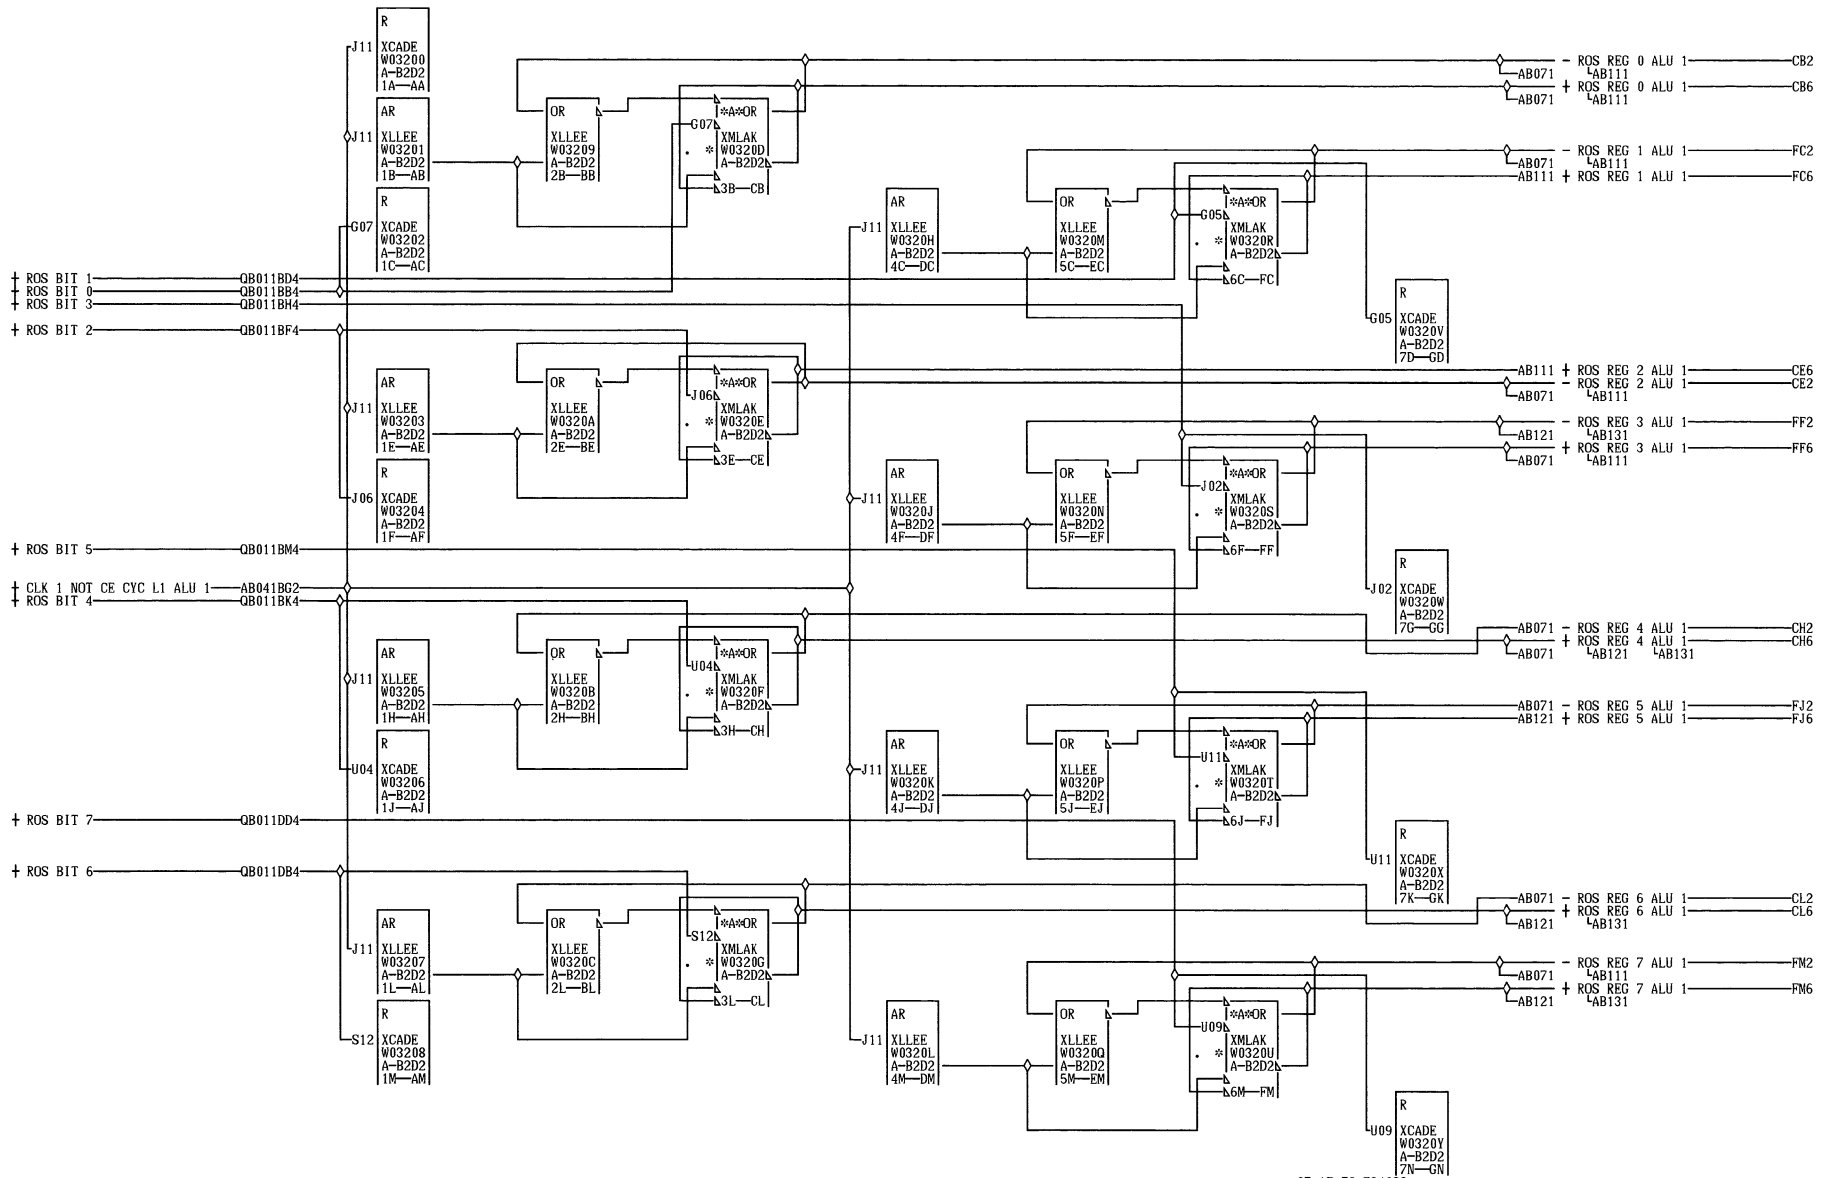 R
J11 XCADE
W03200
A-B2D2
1A—AA
AR
J11 XLLEE
W03201
A-B2D2
1B—AB
R
G07 XCADE
W03202
A-B2D2
1C—AC
OR
XLLEE
W03209
A-B2D2
2B—BB
*A*OR
G07
XMLAK
. * W0320D
A-B2D2
3B—CB
- ROS REG 0 ALU 1 CB2
AB071 AB111
+ ROS REG 0 ALU 1 CB6
AB071 AB111
- ROS REG 1 ALU 1 FC2
AB071 AB111
AB111 + ROS REG 1 ALU 1 FC6
AR
J11 XLLEE
W0320H
A-B2D2
4C—DC
OR
XLLEE
W0320M
A-B2D2
5C—EC
*A*OR
G05
XMLAK
. * W0320R
A-B2D2
6C—FC
+ ROS BIT 1 QB011BD4
+ ROS BIT 0 QB011BB4
+ ROS BIT 3 QB011BH4
+ ROS BIT 2 QB011BF4
R
G05 XCADE
W0320V
A-B2D2
7D—GD
AR
J11 XLLEE
W03203
A-B2D2
1E—AE
OR
XLLEE
W0320A
A-B2D2
2E—BE
*A*OR
J06
XMLAK
. * W0320E
A-B2D2
3E—CE
AB111 + ROS REG 2 ALU 1 CE6
- ROS REG 2 ALU 1 CE2
AB071 AB111
- ROS REG 3 ALU 1 FF2
AB121 AB131
+ ROS REG 3 ALU 1 FF6
AB071 AB111
R
J06 XCADE
W03204
A-B2D2
1F—AF
AR
J11 XLLEE
W0320J
A-B2D2
4F—DF
OR
XLLEE
W0320N
A-B2D2
5F—EF
*A*OR
J02
XMLAK
. * W0320S
A-B2D2
6F—FF
+ ROS BIT 5 QB011BM4
+ CLK 1 NOT CE CYC L1 ALU 1 AB041BG2
+ ROS BIT 4 QB011BK4
R
J02 XCADE
W0320W
A-B2D2
7G—GG
AR
J11 XLLEE
W03205
A-B2D2
1H—AH
OR
XLLEE
W0320B
A-B2D2
2H—BH
*A*OR
U04
XMLAK
. * W0320F
A-B2D2
3H—CH
AB071 - ROS REG 4 ALU 1 CH2
+ ROS REG 4 ALU 1 CH6
AB071 AB121 AB131
AB071 - ROS REG 5 ALU 1 FJ2
AB121 + ROS REG 5 ALU 1 FJ6
R
U04 XCADE
W03206
A-B2D2
1J—AJ
AR
J11 XLLEE
W0320K
A-B2D2
4J—DJ
OR
XLLEE
W0320P
A-B2D2
5J—EJ
*A*OR
U11
XMLAK
. * W0320T
A-B2D2
6J—FJ
+ ROS BIT 7 QB011DD4
+ ROS BIT 6 QB011DB4
R
U11 XCADE
W0320X
A-B2D2
7K—GK
AR
J11 XLLEE
W03207
A-B2D2
1L—AL
OR
XLLEE
W0320C
A-B2D2
2L—BL
*A*OR
S12
XMLAK
. * W0320G
A-B2D2
3L—CL
AB071 - ROS REG 6 ALU 1 CL2
+ ROS REG 6 ALU 1 CL6
AB121 AB131
- ROS REG 7 ALU 1 FM2
AB071 AB111
+ ROS REG 7 ALU 1 FM6
AB121 AB131
R
S12 XCADE
W03208
A-B2D2
1M—AM
AR
J11 XLLEE
W0320L
A-B2D2
4M—DM
OR
XLLEE
W0320Q
A-B2D2
5M—EM
*A*OR
U09
XMLAK
. * W0320U
A-B2D2
6M—FM
R
U09 XCADE
W0320Y
A-B2D2
7N—GN